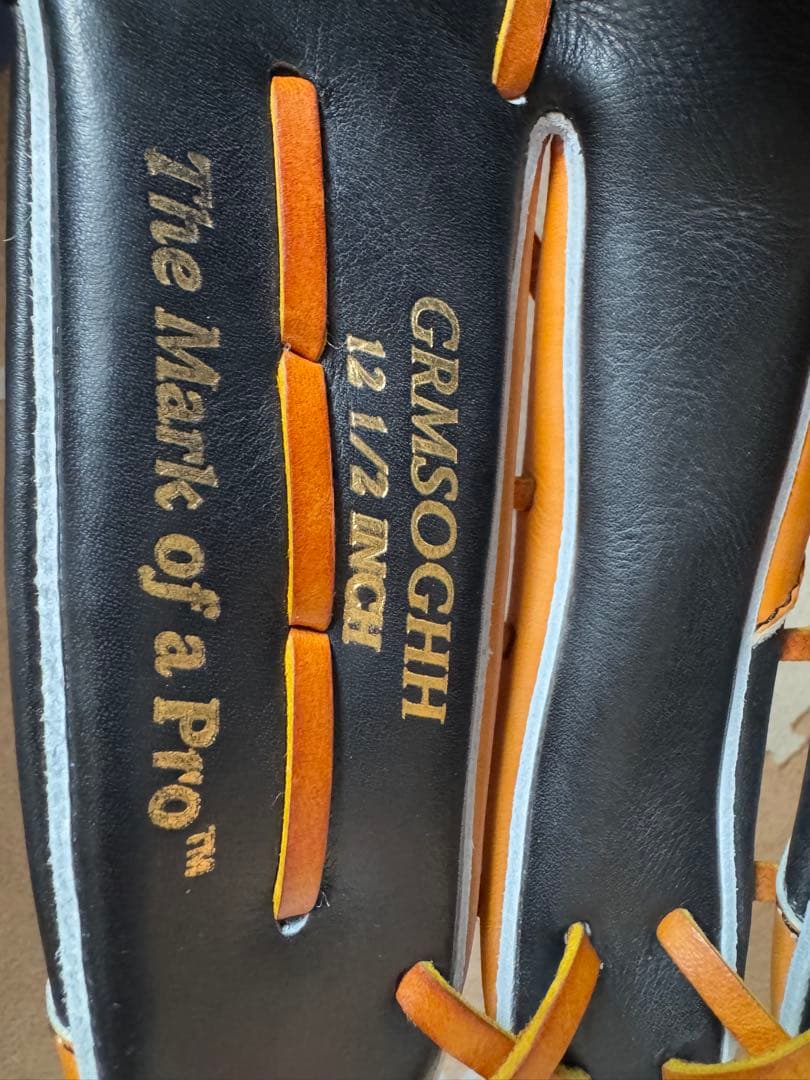 GRMSOGHH
12 1/2 INCH
The Mark of a Pro™